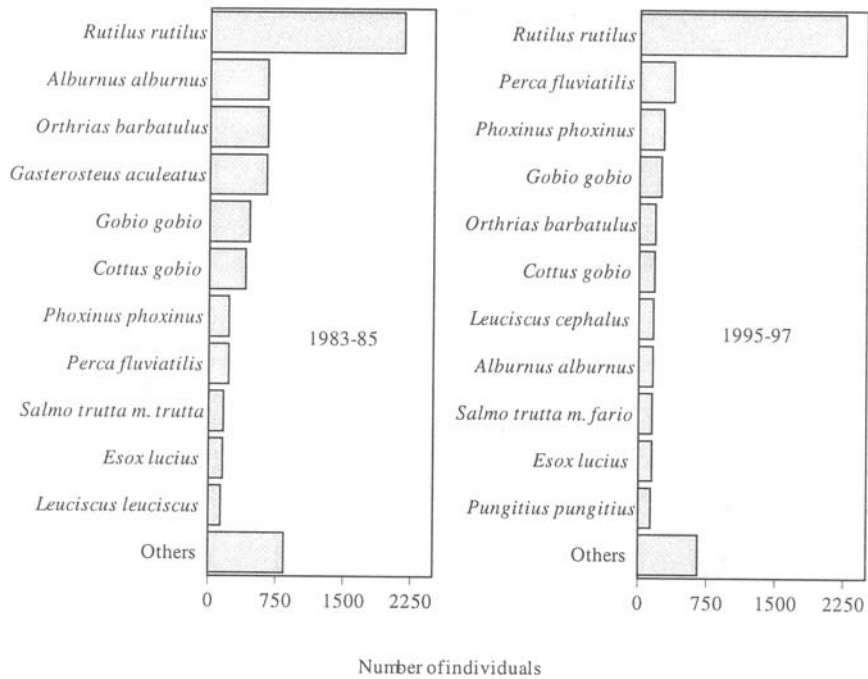 Rutilus rutilus
Alburnus alburnus
Orthrias barbatulus
Gasterosteus aculeatus
Gobio gobio
Cottus gobio
Phoxinus phoxinus
Perca fluviatilis
Salmo trutta m. trutta
Esox lucius
Leuciscus leuciscus
Others
1983-85
0 750 1500 2250
Rutilus rutilus
Perca fluviatilis
Phoxinus phoxinus
Gobio gobio
Orthrias barbatulus
Cottus gobio
Leuciscus cephalus
Alburnus alburnus
Salmo trutta m. fario
Esox lucius
Pungitius pungitius
Others
1995-97
0 750 1500 2250
Number of individuals